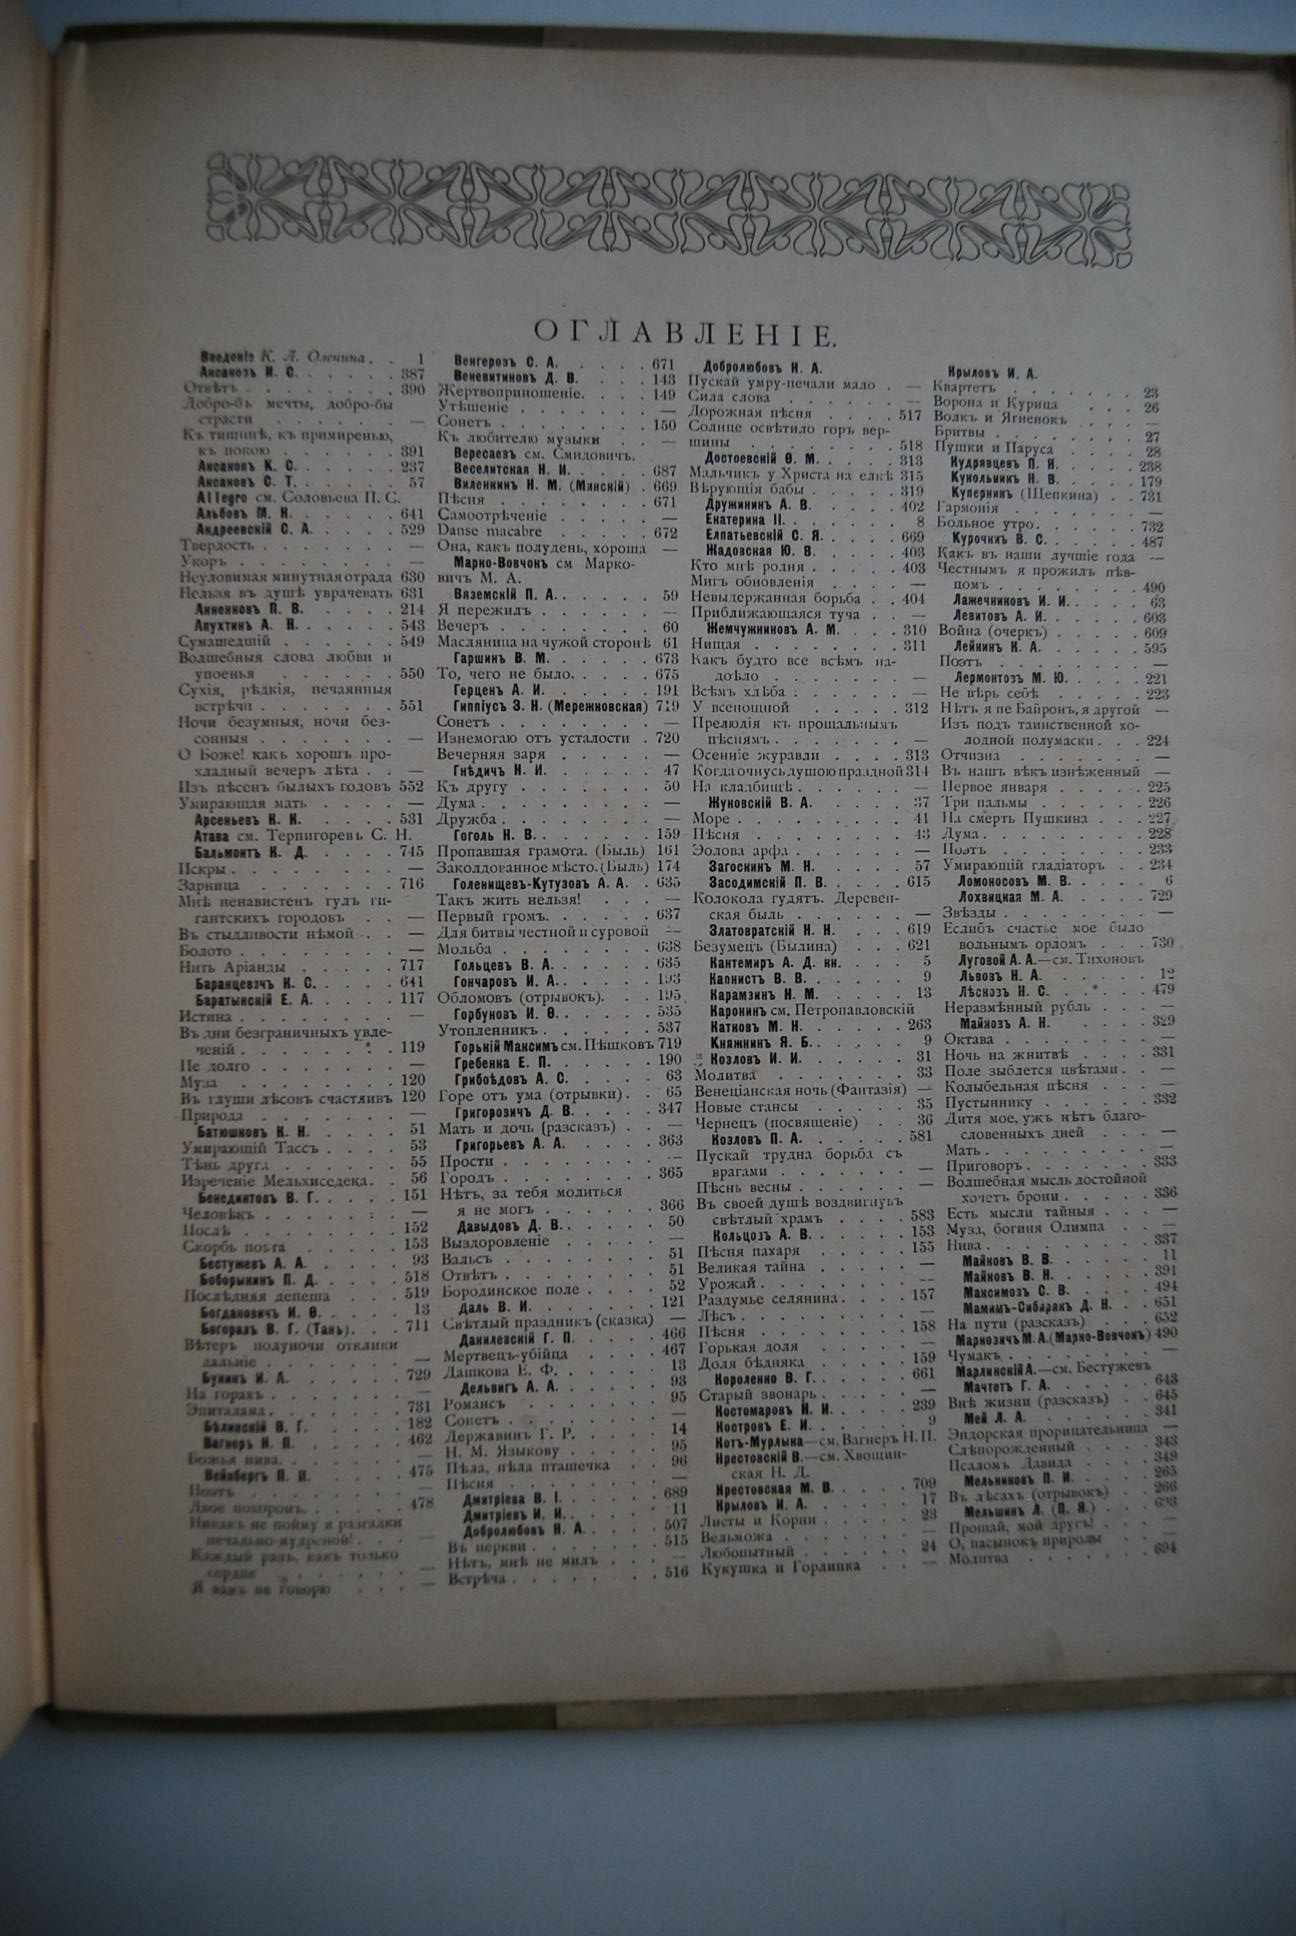 ОГЛАВЛЕНІЕ.
Введеніе К. Л. Оленина . . 1
Аксаковъ И. С. . . . . . 387
Отвѣтъ . . . . . . . . 390
Добро-бъ мечты, добро-бы
страсти . . . . . . —
Къ тишинѣ, къ примиренью,
къ покою . . . . . . 391
Аксаковъ К. С. . . . . . 237
Аксаковъ С. Т. . . . . . 57
Allegro см. Соловьева П. С.
Альбовъ М. Н. . . . . . 641
Андреевскій С. А. . . . . 529
Твердость . . . . . . . —
Укоръ . . . . . . . . —
Неуловимая минутная отрада 630
Нельзя въ душѣ уврачевать 631
Анненковъ П. В. . . . . 214
Апухтинъ А. Н. . . . . . 543
Сумашедшій . . . . . . 549
Волшебныя слова любви и
упоенья . . . . . . 550
Сухія, рѣдкія, нечаянныя
встрѣчи . . . . . . 551
Ночи безумныя, ночи без-
сонныя . . . . . . . —
О Боже! какъ хорошъ про-
хладный вечеръ лѣта . . —
Изъ пѣсенъ былыхъ годовъ 552
Умирающая мать . . . . —
Арсеньевъ К. К. . . . . . 531
Атава см. Терпигоревъ С. Н.
Бальмонтъ К. Д. . . . . . 745
Искры . . . . . . . . —
Зарница . . . . . . . 716
Мнѣ ненавистенъ гулъ ги-
гантскихъ городовъ . . —
Въ стыдливости нѣмой . . —
Болото . . . . . . . . —
Нить Аріанды . . . . . 717
Баранцевичъ К. С. . . . . 641
Баратынскій Е. А. . . . . 117
Истина . . . . . . . . —
Въ дни безграничныхъ увле-
ченій . . . . . . . 119
Не долго . . . . . . . —
Муза . . . . . . . . 120
Въ глуши лѣсовъ счастливъ 120
Природа . . . . . . . —
Батюшковъ К. Н. . . . . 51
Умирающій Тассъ . . . . 53
Тѣнь друга . . . . . . 55
Изреченіе Мельхиседека . . 56
Бенедиктовъ В. Г. . . . . 151
Человѣкъ . . . . . . . —
Послѣ . . . . . . . . 152
Скорбь поэта . . . . . 153
Бестужевъ А. А. . . . . 93
Боборыкинъ П. Д. . . . . 518
Послѣдняя депеша . . . 519
Богдановичъ И. Ѳ. . . . . 13
Богоразъ В. Г. (Танъ). . . 711
Вѣтеръ полуночи отклики
дальніе . . . . . . . —
Бунинъ И. А. . . . . . . 729
На горахъ . . . . . . . —
Эпиталама . . . . . . . 731
Бѣлинскій В. Г. . . . . . 182
Вагнеръ Н. П. . . . . . 462
Божья нива . . . . . . —
Вейнбергъ П. И. . . . . 475
Поэтъ . . . . . . . . —
Двое похоронъ . . . . . 478
Никакъ не пойму я разгадки
печально-мудреной! . . . —
Каждый разъ, какъ только
сердце . . . . . . . —
Я вамъ не говорю . . . —
Венгеровъ С. А. . . . . . 671
Веневитиновъ Д. В. . . . 143
Жертвоприношеніе . . . . 149
Утѣшеніе . . . . . . . —
Сонетъ . . . . . . . . 150
Къ любителю музыки . . —
Вересаевъ см. Смидовичъ.
Веселитская Н. И. . . . . 687
Виленкинъ Н. М. (Минскій) . 669
Пѣсня . . . . . . . . 671
Самоотрѣченіе . . . . . —
Danse macabre . . . . . 672
Она, какъ полудень, хороша —
Марко-Вовчокъ см Марко-
вичъ М. А.
Вяземскій П. А. . . . . . 59
Я пережилъ . . . . . . —
Вечеръ . . . . . . . . 60
Масляница на чужой сторонѣ 61
Гаршинъ В. М. . . . . . 673
То, чего не было. . . . . 675
Герценъ А. И. . . . . . 191
Гиппіусъ З. Н. (Мережновская) 719
Сонетъ . . . . . . . . —
Изнемогаю отъ усталости . 720
Вечерняя заря . . . . . —
Гнѣдичъ Н. И. . . . . . 47
Къ другу . . . . . . . 50
Дума . . . . . . . . —
Дружба . . . . . . . . —
Гоголь Н. В. . . . . . . 159
Пропавшая грамота. (Быль) 161
Заколдованное мѣсто. (Быль) 174
Голенищев-Кутузовъ А. А. . 635
Такъ жить нельзя! . . . —
Первый громъ. . . . . . 637
Для битвы честной и суровой —
Мольба . . . . . . . . 638
Гольцевъ В. А. . . . . . 635
Гончаровъ И. А. . . . . . 193
Обломовъ (отрывокъ). . . 195
Горбуновъ И. Ѳ. . . . . 535
Утопленникъ . . . . . . 537
Горькій Максимъ см. Пѣшковъ 719
Гребенка Е. П. . . . . . 190
Грибоѣдовъ А. С. . . . . 63
Горе отъ ума (отрывки). . 65
Григоровичъ Д. В. . . . . 347
Мать и дочь (разсказъ) . . —
Григорьевъ А. А. . . . . 363
Прости . . . . . . . . —
Городъ . . . . . . . . 365
Нѣтъ, за тебя молиться
я не могъ . . . . . . 366
Давыдовъ Д. В. . . . . . 50
Выздоровленіе . . . . . —
Вальсъ . . . . . . . . 51
Отвѣтъ . . . . . . . . 51
Бородинское поле . . . . 52
Даль В. И. . . . . . . . 121
Свѣтлый праздникъ (сказка) —
Данилевскій Г. П. . . . . 466
Мертвецъ-убійца . . . . 467
Дашкова Е. Ф. . . . . . 13
Дельвигъ А. А. . . . . . 93
Романсъ . . . . . . . 95
Сонетъ . . . . . . . . —
Державинъ Г. Р. . . . . 14
Н. М. Языкову . . . . . 95
Пѣла, пѣла пташечка . . 96
Пѣсня . . . . . . . . —
Дмитріева В. І. . . . . . 689
Дмитріевъ И. И. . . . . . 11
Добролюбовъ Н. А. . . . . 507
Въ церкви . . . . . . . 515
Нѣтъ, мнѣ не милъ . . . —
Встрѣча . . . . . . . . 516
Добролюбовъ Н. А.
Пускай умру-печали мало . —
Сила слова . . . . . . —
Дорожная пѣсня . . . . 517
Солнце освѣтило горъ вер-
шины . . . . . . . . 518
Достоевскій Ѳ. М. . . . . 313
Мальчикъ у Христа на елкѣ 315
Вѣрующія бабы . . . . . 319
Дружининъ А. В. . . . . 402
Екатерина II. . . . . . . 8
Елпатьевскій С. Я. . . . . 669
Жадовская Ю. В. . . . . 403
Кто мнѣ родня . . . . . 403
Мигъ обновленія . . . . —
Невыдержанная борьба . . 404
Приближающаяся туча . . —
Жемчужниковъ А. М. . . . 310
Нищая . . . . . . . . 311
Какъ будто все всѣмъ на-
доѣло . . . . . . . —
Всѣмъ хлѣба . . . . . . —
У всенощной . . . . . . 312
Прелюдія къ прощальнымъ
пѣснямъ . . . . . . . —
Осенніе журавли . . . . 313
Когда очнусь душою праздной 314
На кладбищѣ . . . . . . —
Жуковскій В. А. . . . . . 37
Море . . . . . . . . . 41
Пѣсня . . . . . . . . 43
Эолова арфа . . . . . . —
Загоскинъ М. Н. . . . . 57
Засодимскій П. В. . . . . 615
Колокола гудятъ. Деревен-
ская быль . . . . . . —
Златовратскій Н. Н. . . . 619
Безумецъ (Былина) . . . 621
Кантемиръ А. Д. кн. . . . 5
Капнистъ В. В. . . . . . 9
Карамзинъ Н. М. . . . . 13
Каронинъ см. Петропавловскій
Катковъ М. Н. . . . . . 263
Княжнинъ Я. Б. . . . . . 9
Козловъ И. И. . . . . . 31
Молитва . . . . . . . 33
Венеціанская ночь (Фантазія) —
Новые стансы . . . . . 35
Чернецъ (посвященіе) . . 36
Козловъ П. А. . . . . . 581
Пускай трудна борьба съ
врагами . . . . . . . —
Пѣснь весны . . . . . . —
Въ своей душѣ воздвигнувъ
свѣтлый храмъ . . . . 583
Кольцовъ А. В. . . . . . 153
Пѣсня пахаря . . . . . 155
Великая тайна . . . . . —
Урожай . . . . . . . . —
Раздумье селянина . . . . 157
Лѣсъ . . . . . . . . . —
Пѣсня . . . . . . . . 158
Горькая доля . . . . . —
Доля бѣдняка . . . . . 159
Короленко В. Г. . . . . . 661
Старый звонарь . . . . . —
Костомаровъ Н. И. . . . . 239
Костровъ Е. И. . . . . . 9
Котъ-Мурлыка—см. Вагнеръ Н. П.
Крестовскій В.—см. Хвощин-
ская Н. Д.
Крестовская М. В. . . . . 709
Крыловъ И. А. . . . . . 17
Листы и Корни . . . . . 23
Вельможа . . . . . . . —
Любопытный . . . . . . 24
Кукушка и Горлинка . . —
Крыловъ И. А.
Квартетъ . . . . . . . 23
Ворона и Курица . . . . 26
Волкъ и Ягненокъ . . . . —
Бритвы . . . . . . . . 27
Пушки и Паруса . . . . 28
Кудрявцевъ П. Н. . . . . 238
Кукольникъ Н. В. . . . . 179
Куперникъ (Щепкина) . . 731
Гармонія . . . . . . . —
Больное утро . . . . . . 732
Курочкинъ В. С. . . . . . 487
Какъ въ наши лучшіе года —
Честнымъ я прожилъ пѣв-
цомъ . . . . . . . . 490
Лажечниковъ И. И. . . . . 63
Левитовъ А. И. . . . . . 603
Война (очеркъ) . . . . . 609
Лейкинъ Н. А. . . . . . 595
Поэтъ . . . . . . . . —
Лермонтовъ М. Ю. . . . . 221
Не вѣрь себѣ . . . . . 223
Нѣтъ я не Байронъ, я другой —
Изъ подъ таинственной хо-
лодной полумаски . . . 224
Отчизна . . . . . . . —
Въ нашъ вѣкъ изнѣженный —
Первое января . . . . . 225
Три пальмы . . . . . . 226
На смерть Пушкина . . . 227
Дума . . . . . . . . . 228
Поэтъ . . . . . . . . 233
Умирающій гладіаторъ . . 234
Ломоносовъ М. В. . . . . 6
Лохвицкая М. А. . . . . . 729
Звѣзды . . . . . . . . —
Еслибъ счастье мое было
вольнымъ орломъ . . . 730
Луговой А. А.—см. Тихоновъ
Львовъ Н. А. . . . . . . 12
Лѣсковъ Н. С. . . . . . 479
Неразмѣнный рубль . . . —
Майковъ А. Н. . . . . . 329
Октава . . . . . . . . —
Ночь на жнитвѣ . . . . 331
Поле зыблется цвѣтами . . —
Колыбельная пѣсня . . . —
Пустыннику . . . . . . 332
Дитя мое, ужъ нѣтъ благо-
словенныхъ дней . . . —
Мать . . . . . . . . . —
Приговоръ . . . . . . . 333
Волшебная мысль достойной
хочетъ брони . . . . . 336
Есть мысли тайныя . . . —
Муза, богиня Олимпа . . —
Нива . . . . . . . . . 337
Майковъ В. В. . . . . . 11
Майковъ В. Н. . . . . . 391
Максимовъ С. В. . . . . 494
Маминъ-Сибирякъ Д. Н. . . 651
На пути (разсказъ) . . . 652
Марковичъ М. А. (Марко-Вовчокъ) 490
Чумакъ . . . . . . . . —
Марлинскій А.—см. Бестужевъ
Мачтетъ Г. А. . . . . . 643
Внѣ жизни (разсказъ) . . 645
Мей Л. А. . . . . . . . 341
Эндорская прорицательница —
Слѣпорожденный . . . . 343
Псаломъ Давида . . . . 349
Мельниковъ П. И. . . . . 265
Въ лѣсахъ (отрывокъ) . . 266
Мельшинъ Л. (П. Я.) . . . 693
Прощай, мой другъ! . . . —
О, пасынокъ природы . . —
Молитва . . . . . . . 694